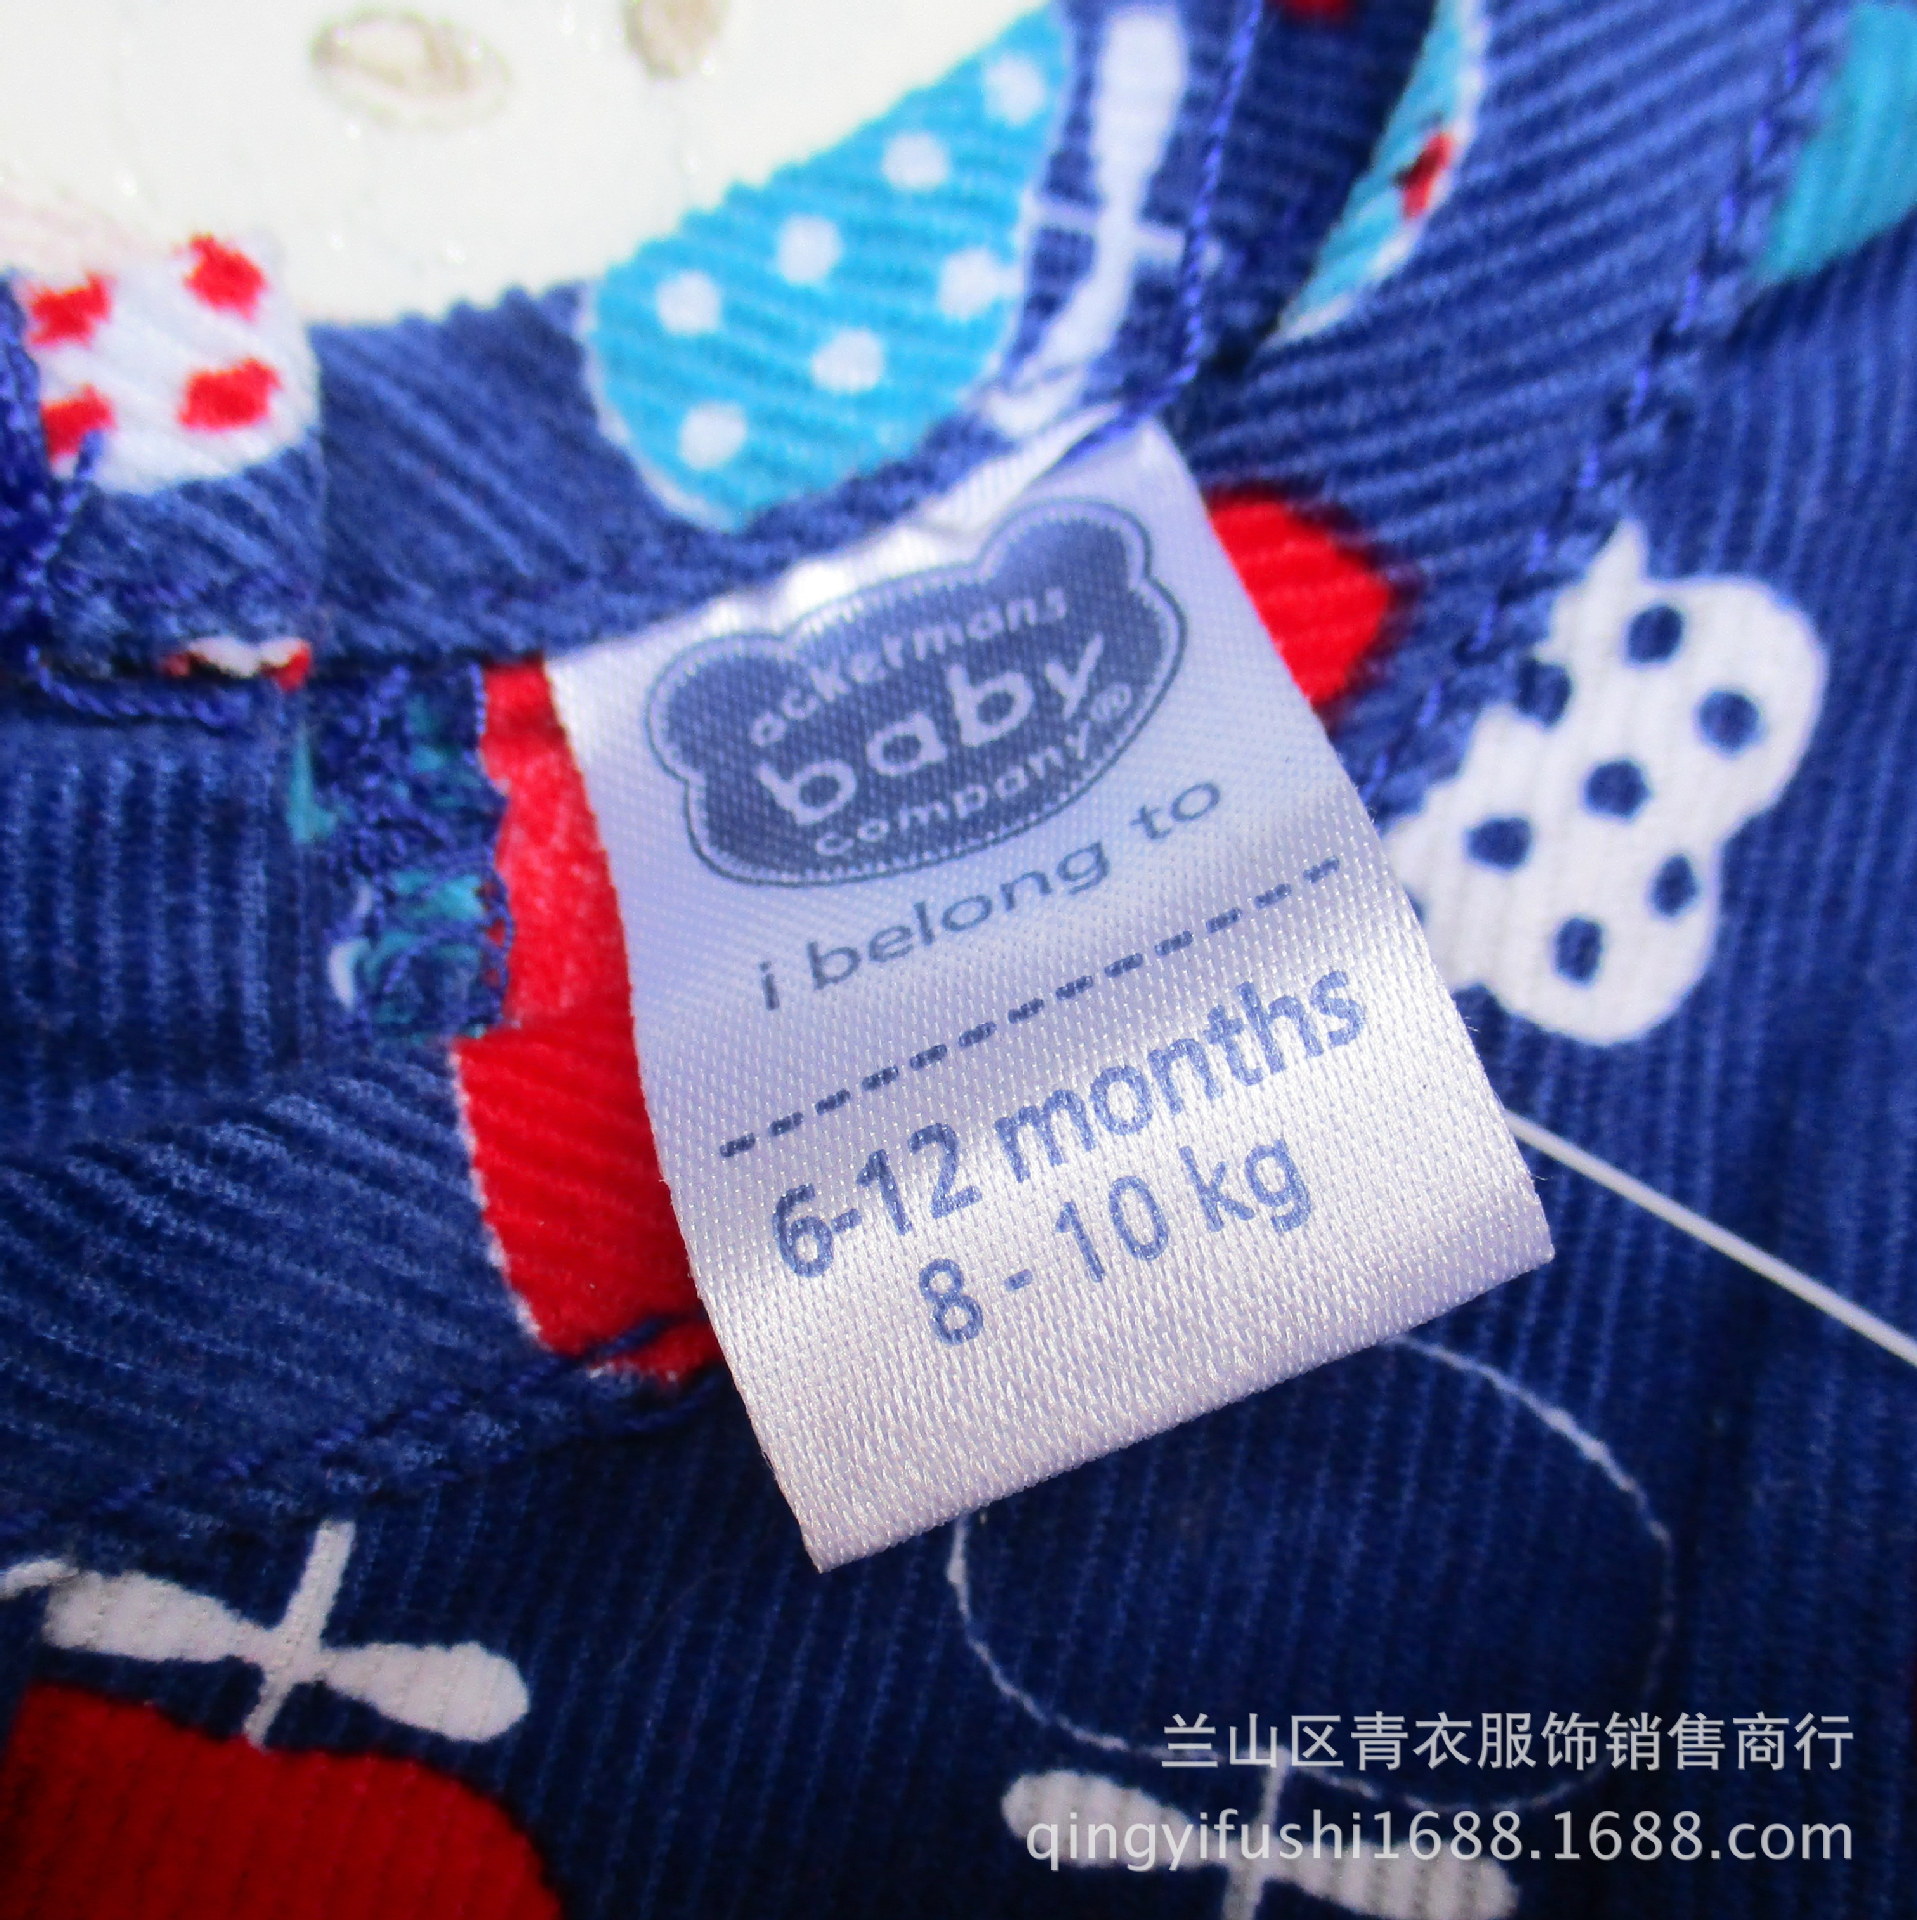 ackermans
baby
company®
i belong to
6-12 months
8 - 10 kg
兰山区青衣服饰销售商行
qingyifushi1688.1688.com